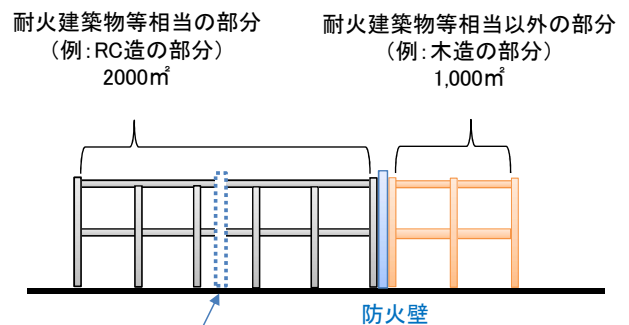 耐火建築物等相当の部分
（例：RC造の部分）
2000㎡
耐火建築物等相当以外の部分
（例：木造の部分）
1,000㎡
防火壁